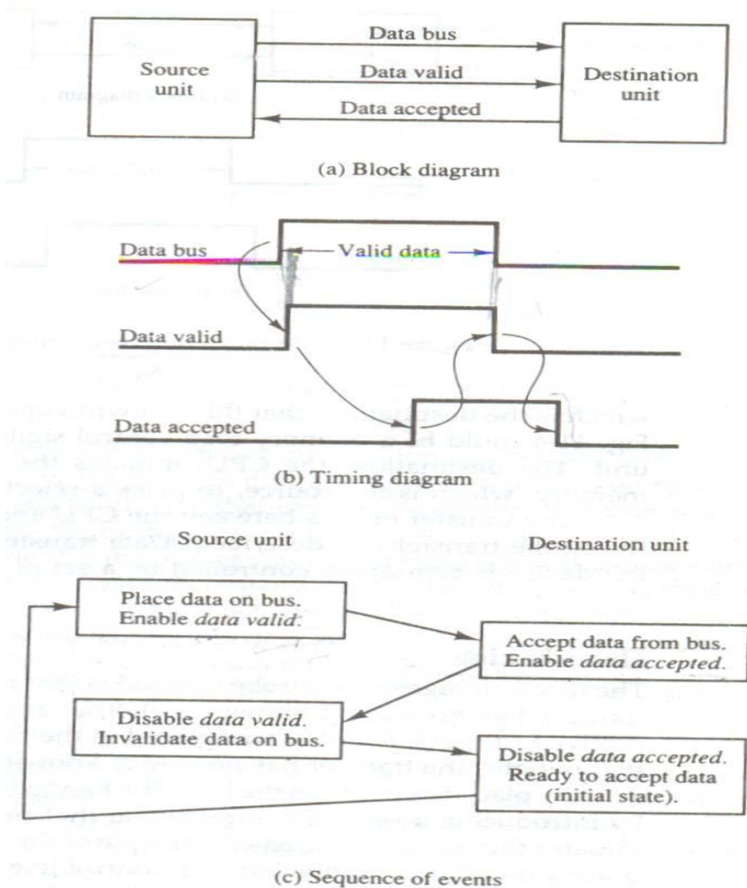 Data bus
Source
unit
Data valid
Destination
unit
Data accepted
(a) Block diagram
Data bus
Valid data
Data valid
Data accepted
(b) Timing diagram
Source unit
Destination unit
Place data on bus.
Enable data valid.
Accept data from bus.
Enable data accepted.
Disable data valid.
Invalidate data on bus.
Disable data accepted.
Ready to accept data
(initial state).
(c) Sequence of events